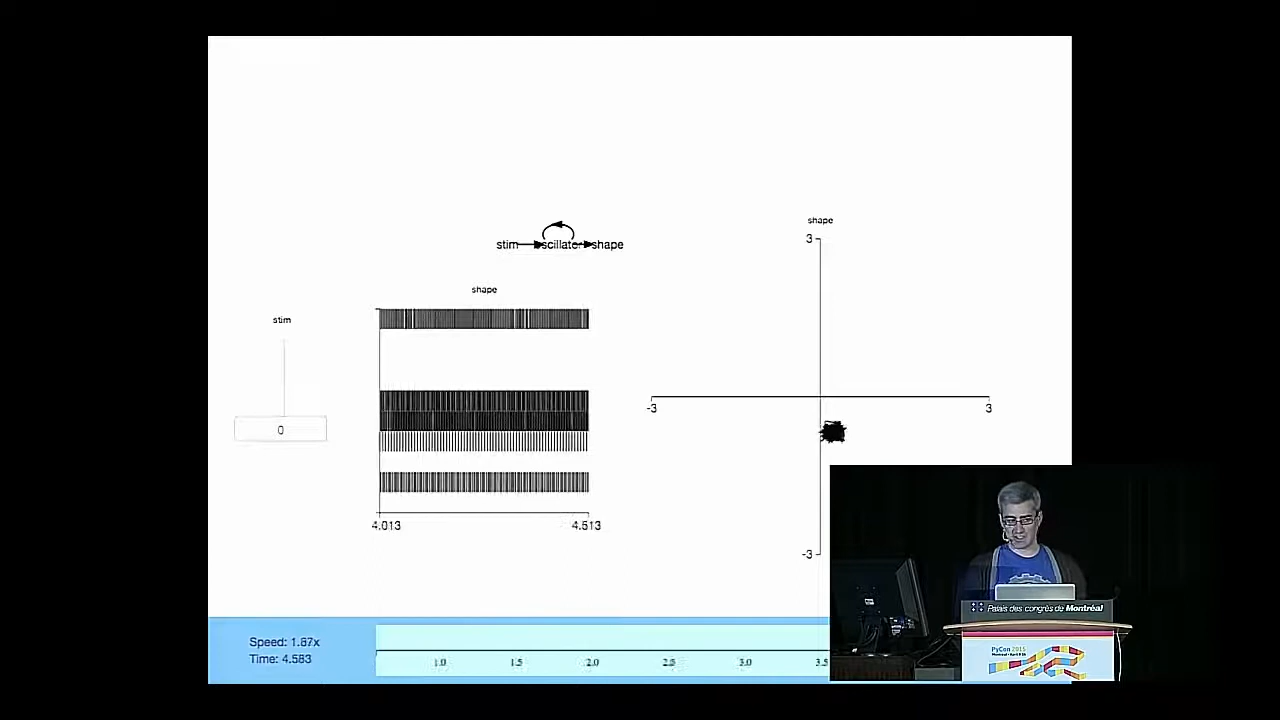 shape
3
stim
scillator
shape
shape
stim
-3
3
0
4.013
4.513
-3
Palais des congrès de Montréal
Speed: 1.87x
Time: 4.583
1.0
1.5
2.0
2.5
3.0
3.5
PyCon 2015